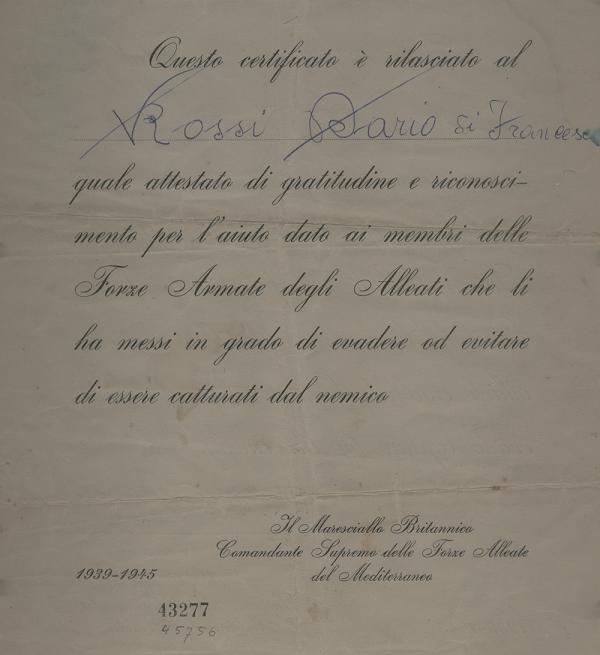 Questo certificato è rilasciato al
Rossi Dario di Francesco
quale attestato di gratitudine e riconosci-
mento per l'aiuto dato ai membri delle
Forze Armate degli Alleati che li
ha messi in grado di evadere od evitare
di essere catturati dal nemico
Il Maresciallo Britannico
Comandante Supremo delle Forze Alleate
del Mediterraneo
1939-1945
43277
45756